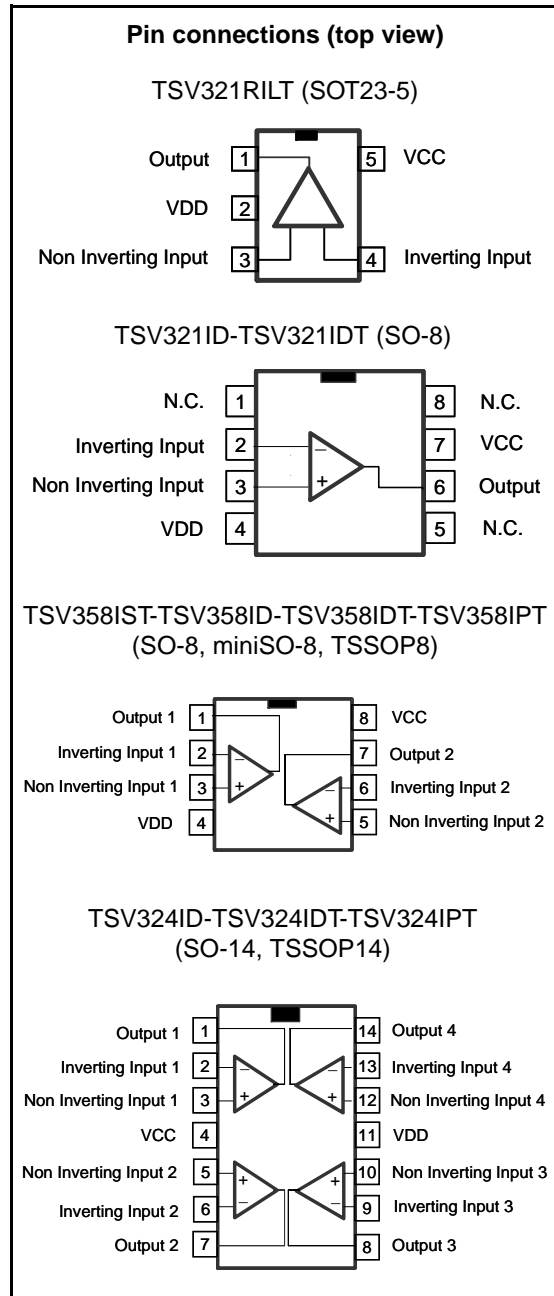 Pin connections (top view)
TSV321RILT (SOT23-5)
Output 1 5 VCC
VDD 2
Non Inverting Input 3 4 Inverting Input
TSV321ID-TSV321IDT (SO-8)
N.C. 1 8 N.C.
Inverting Input 2 – 7 VCC
Non Inverting Input 3 + 6 Output
VDD 4 5 N.C.
TSV358IST-TSV358ID-TSV358IDT-TSV358IPT
(SO-8, miniSO-8, TSSOP8)
Output 1 1 8 VCC
Inverting Input 1 2 – 7 Output 2
Non Inverting Input 1 3 + – 6 Inverting Input 2
VDD 4 + 5 Non Inverting Input 2
TSV324ID-TSV324IDT-TSV324IPT
(SO-14, TSSOP14)
Output 1 1 14 Output 4
Inverting Input 1 2 – – 13 Inverting Input 4
Non Inverting Input 1 3 + + 12 Non Inverting Input 4
VCC 4 11 VDD
Non Inverting Input 2 5 + + 10 Non Inverting Input 3
Inverting Input 2 6 – – 9 Inverting Input 3
Output 2 7 8 Output 3